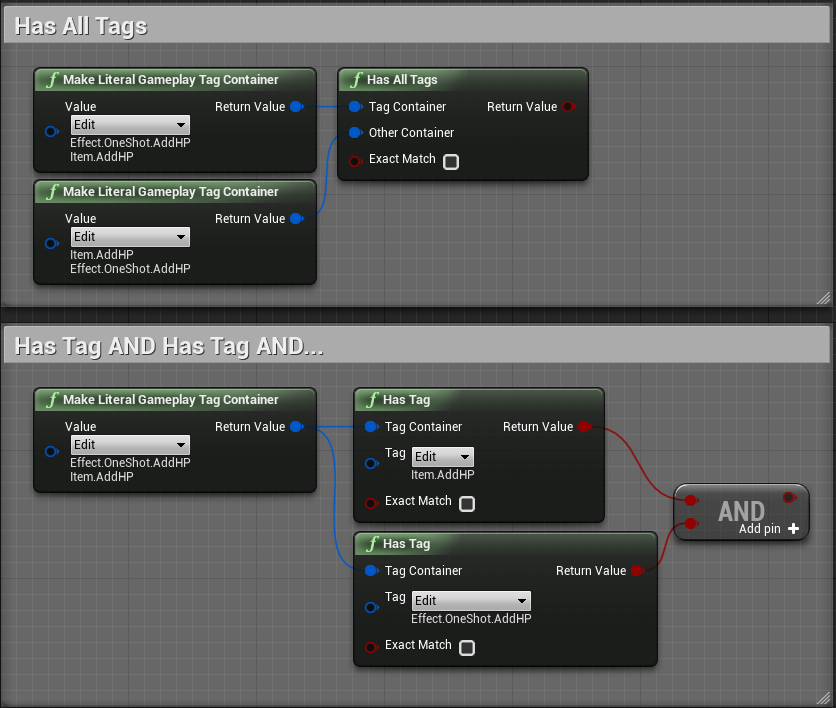 Has All Tags
f Make Literal Gameplay Tag Container
Value Return Value
Edit
Effect.OneShot.AddHP
Item.AddHP
f Has All Tags
Tag Container Return Value
Other Container
Exact Match
f Make Literal Gameplay Tag Container
Value Return Value
Edit
Item.AddHP
Effect.OneShot.AddHP
Has Tag AND Has Tag AND...
f Make Literal Gameplay Tag Container
Value Return Value
Edit
Effect.OneShot.AddHP
Item.AddHP
f Has Tag
Tag Container Return Value
Tag Edit
Item.AddHP
Exact Match
f Has Tag
Tag Container Return Value
Tag Edit
Effect.OneShot.AddHP
Exact Match
AND
Add pin +